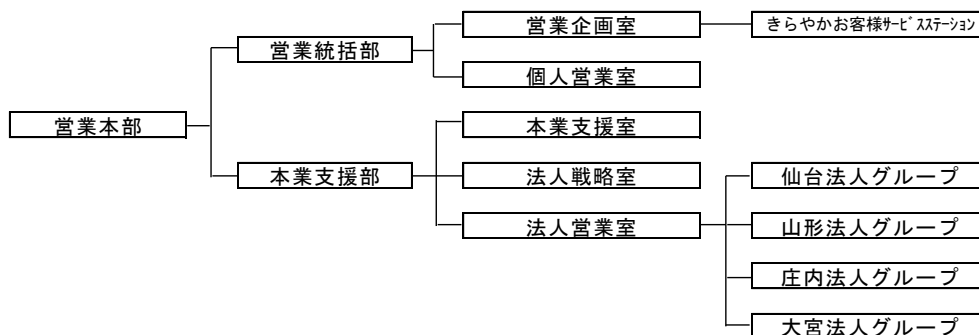 営業企画室
きらやかお客様ｻｰﾋﾞｽｽﾃｰｼｮﾝ
営業統括部
個人営業室
営業本部
本業支援室
本業支援部
法人戦略室
仙台法人グループ
法人営業室
山形法人グループ
庄内法人グループ
大宮法人グループ